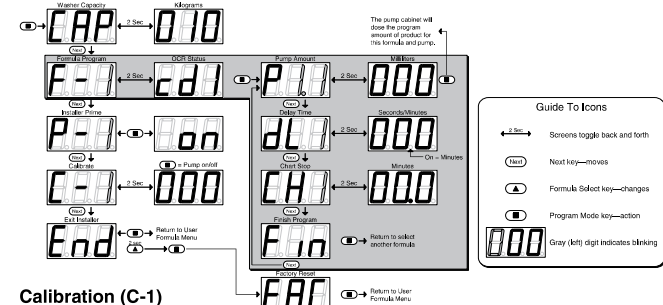 Washer Capacity
Kilograms
CAP
2 Sec
010
Next
The pump cabinet will
dose the program
amount of product for
this formula and pump.
Formula Program
OCR Status
Pump Amount
Milliliters
F-1
2 Sec
cd1
P1.1
2 Sec
000
Next
Next
Installer Prime
Delay Time
Seconds/Minutes
P-1
on
dL1
2 Sec
000
Next
= Pump on/off
Next
On = Minutes
Calibrate
Chart Stop
Minutes
C-1
2 Sec
000
CH1
2 Sec
00.0
Next
Next
Exit Installer
Finish Program
End
Return to User
Formula Menu
2 sec
Fin
Return to select
another formula
Next
Factory Reset
FAC
Return to User
Formula Menu
Guide To Icons
2 Sec
Screens toggle back and forth
Next
Next key—moves
Formula Select key—changes
Program Mode key—action
000
Gray (left) digit indicates blinking
Calibration (C-1)